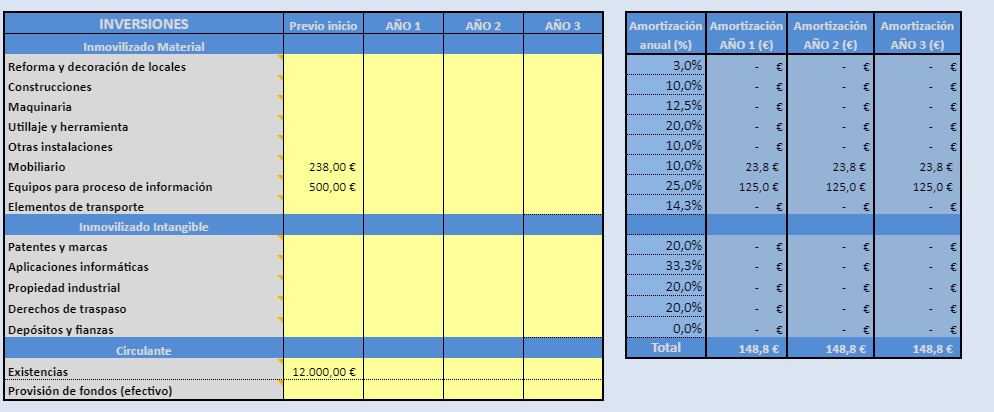 INVERSIONES Previo inicio AÑO 1 AÑO 2 AÑO 3
Inmovilizado Material
Reforma y decoración de locales
Construcciones
Maquinaria
Utillaje y herramienta
Otras instalaciones
Mobiliario 238,00 €
Equipos para proceso de información 500,00 €
Elementos de transporte
Inmovilizado Intangible
Patentes y marcas
Aplicaciones informáticas
Propiedad industrial
Derechos de traspaso
Depósitos y fianzas
Circulante
Existencias 12.000,00 €
Provisión de fondos (efectivo)
Amortización Amortización Amortización Amortización
anual (%) AÑO 1 (€) AÑO 2 (€) AÑO 3 (€)
3,0% - € - € - €
10,0% - € - € - €
12,5% - € - € - €
20,0% - € - € - €
10,0% - € - € - €
10,0% 23,8 € 23,8 € 23,8 €
25,0% 125,0 € 125,0 € 125,0 €
14,3% - € - € - €
20,0% - € - € - €
33,3% - € - € - €
20,0% - € - € - €
20,0% - € - € - €
0,0% - € - € - €
Total 148,8 € 148,8 € 148,8 €